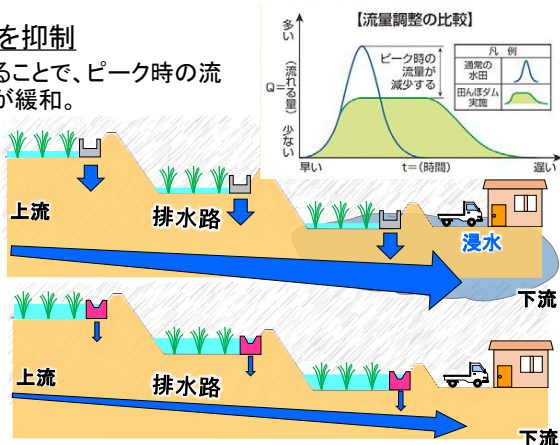 を抑制
ることで、ピーク時の流
が緩和。
【流量調整の比較】
多い
Q=(流れる量)
少ない
ピーク時の
流量が
減少する
凡 例
通常の
水田
田んぼダム
実施
早い
t=(時間)
遅い
上流
排水路
浸水
下流
上流
排水路
下流